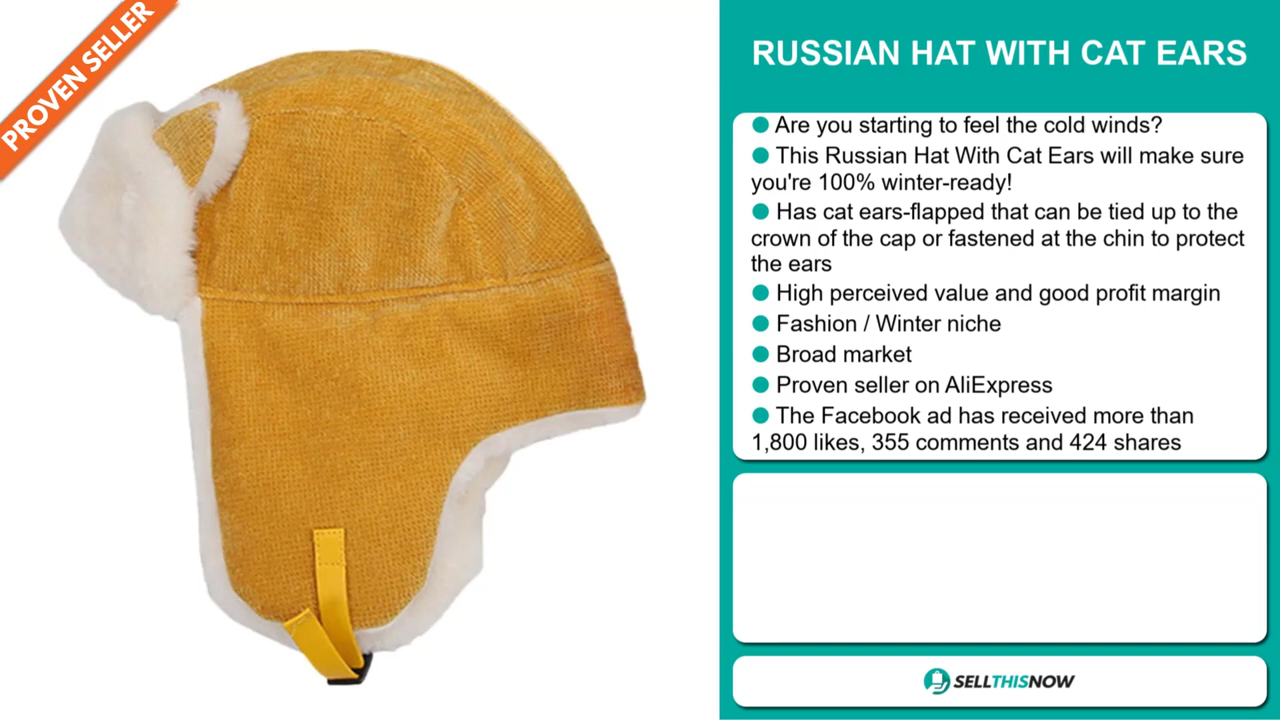 PROVEN SELLER
RUSSIAN HAT WITH CAT EARS
● Are you starting to feel the cold winds?
● This Russian Hat With Cat Ears will make sure
you're 100% winter-ready!
● Has cat ears-flapped that can be tied up to the
crown of the cap or fastened at the chin to protect
the ears
● High perceived value and good profit margin
● Fashion / Winter niche
● Broad market
● Proven seller on AliExpress
● The Facebook ad has received more than
1,800 likes, 355 comments and 424 shares
SELLTHISNOW